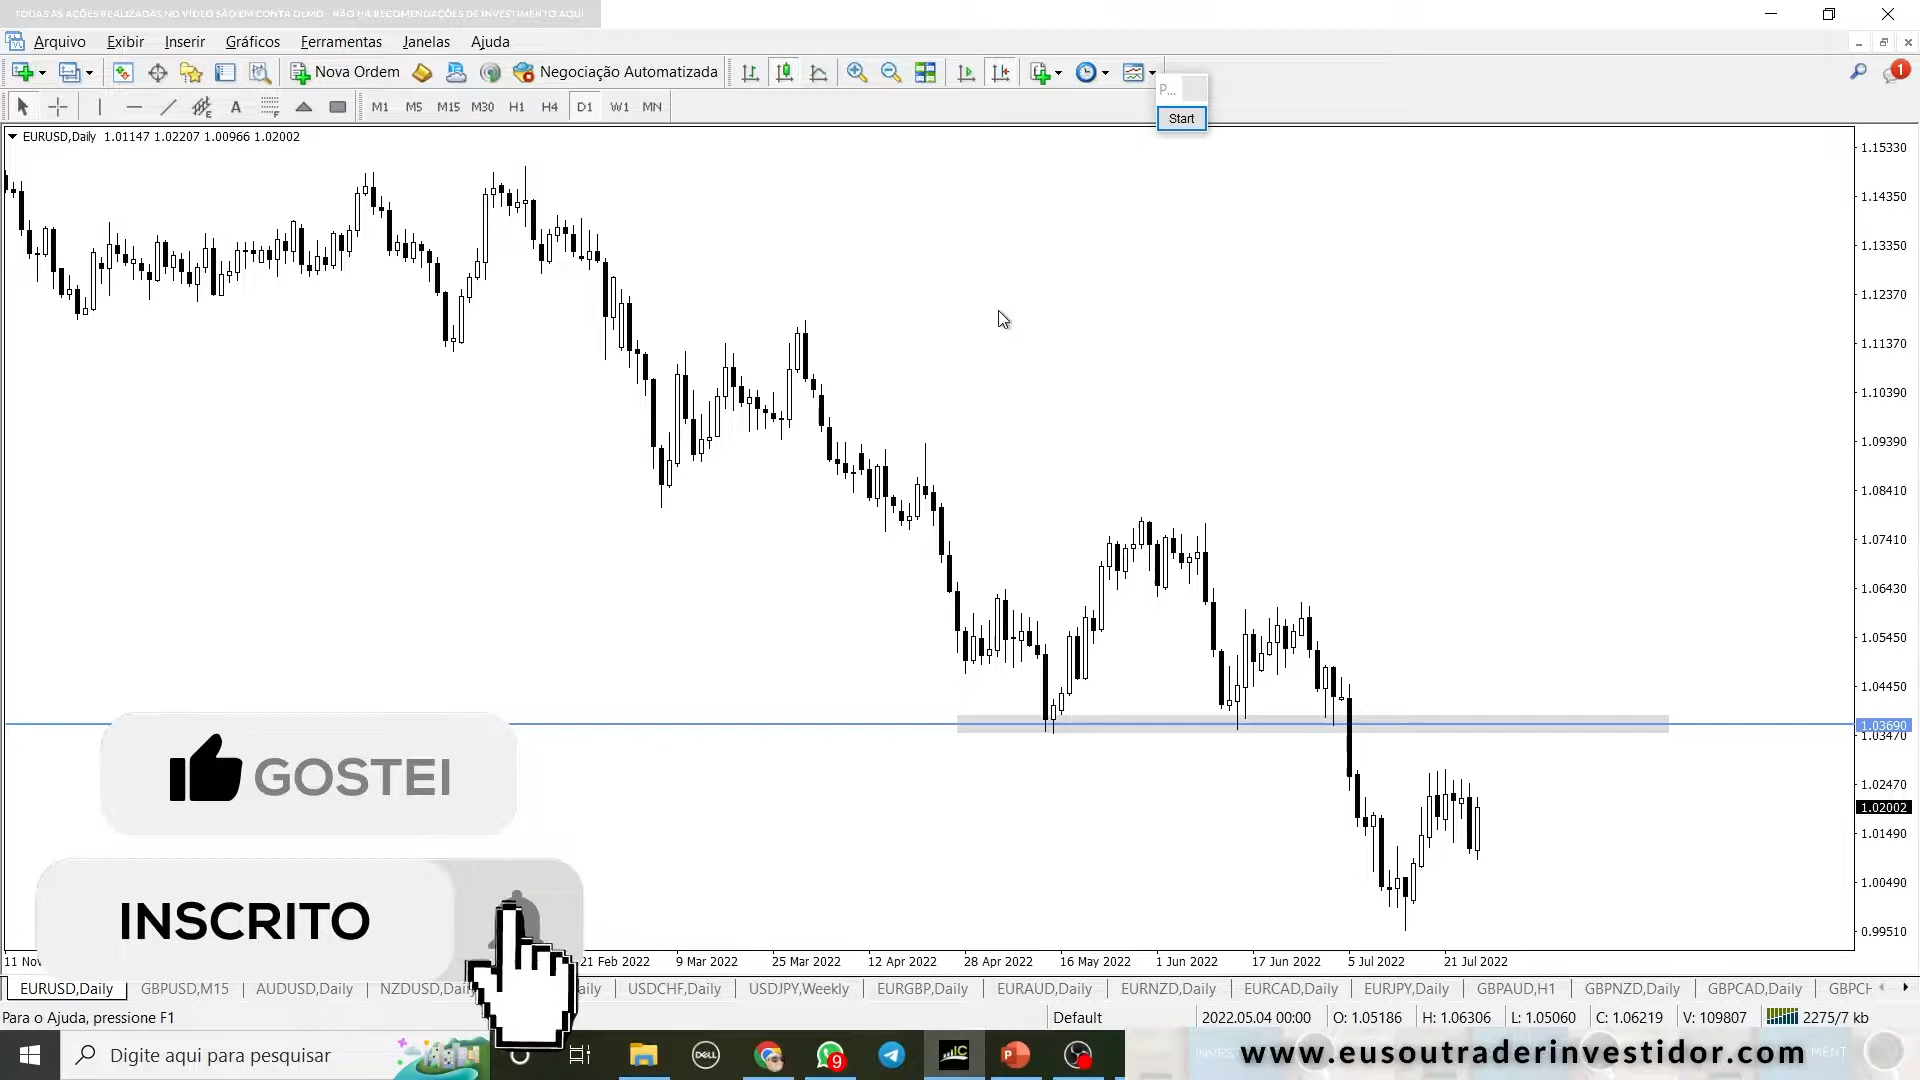 TODAS AS AÇÕES REALIZADAS NO VÍDEO SÃO EM CONTA DEMO - NÃO HÁ RECOMENDAÇÕES DE INVESTIMENTO AQUI
Arquivo Exibir Inserir Gráficos Ferramentas Janelas Ajuda
Nova Ordem Negociação Automatizada 1
A M1 M5 M15 M30 H1 H4 D1 W1 MN
P...
Start
EURUSD,Daily 1.01147 1.02207 1.00966 1.02002
1.15330
1.14350
1.13350
1.12370
1.11370
1.10390
1.09390
1.08410
1.07410
1.06430
1.05450
1.04450
1.03690
1.03470
1.02470
1.02002
1.01490
1.00490
0.99510
GOSTEI
INSCRITO
11 Nov 21 Feb 2022 9 Mar 2022 25 Mar 2022 12 Apr 2022 28 Apr 2022 16 May 2022 1 Jun 2022 17 Jun 2022 5 Jul 2022 21 Jul 2022
EURUSD,Daily GBPUSD,M15 AUDUSD,Daily NZDUSD,Daily USDCHF,Daily USDJPY,Weekly EURGBP,Daily EURAUD,Daily EURNZD,Daily EURCAD,Daily EURJPY,Daily GBPAUD,H1 GBPNZD,Daily GBPCAD,Daily GBPCH
Para o Ajuda, pressione F1 Default 2022.05.04 00:00 O: 1.05186 H: 1.06306 L: 1.05060 C: 1.06219 V: 109807 2275/7 kb
Digite aqui para pesquisar DELL 9 www.eusoutraderinvestidor.com